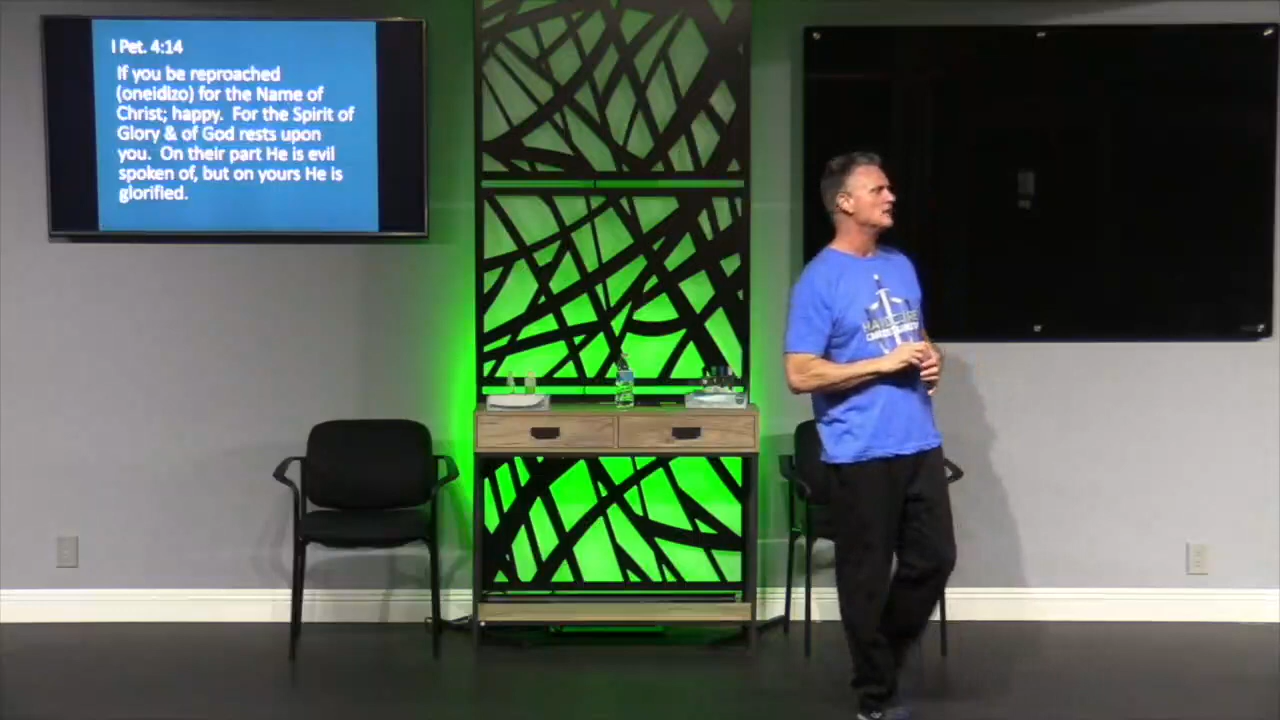 I Pet. 4:14
If you be reproached
(oneidizo) for the Name of
Christ; happy.  For the Spirit of
Glory & of God rests upon
you.  On their part He is evil
spoken of, but on yours He is
glorified.
HARDCORE
CHRISTIANITY